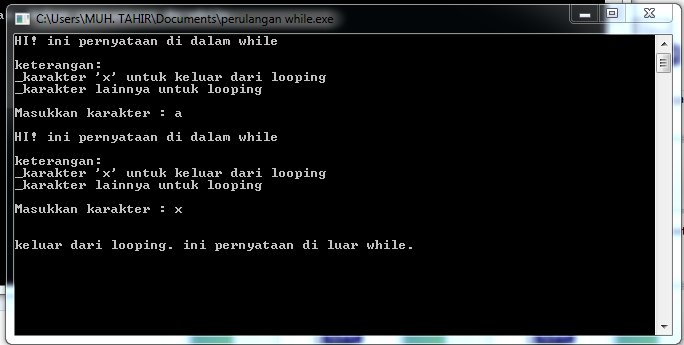 C:\Users\MUH. TAHIR\Documents\perulangan while.exe
HI! ini pernyataan di dalam while
keterangan:
_karakter 'x' untuk keluar dari looping
_karakter lainnya untuk looping
Masukkan karakter : a
HI! ini pernyataan di dalam while
keterangan:
_karakter 'x' untuk keluar dari looping
_karakter lainnya untuk looping
Masukkan karakter : x
keluar dari looping. ini pernyataan di luar while.